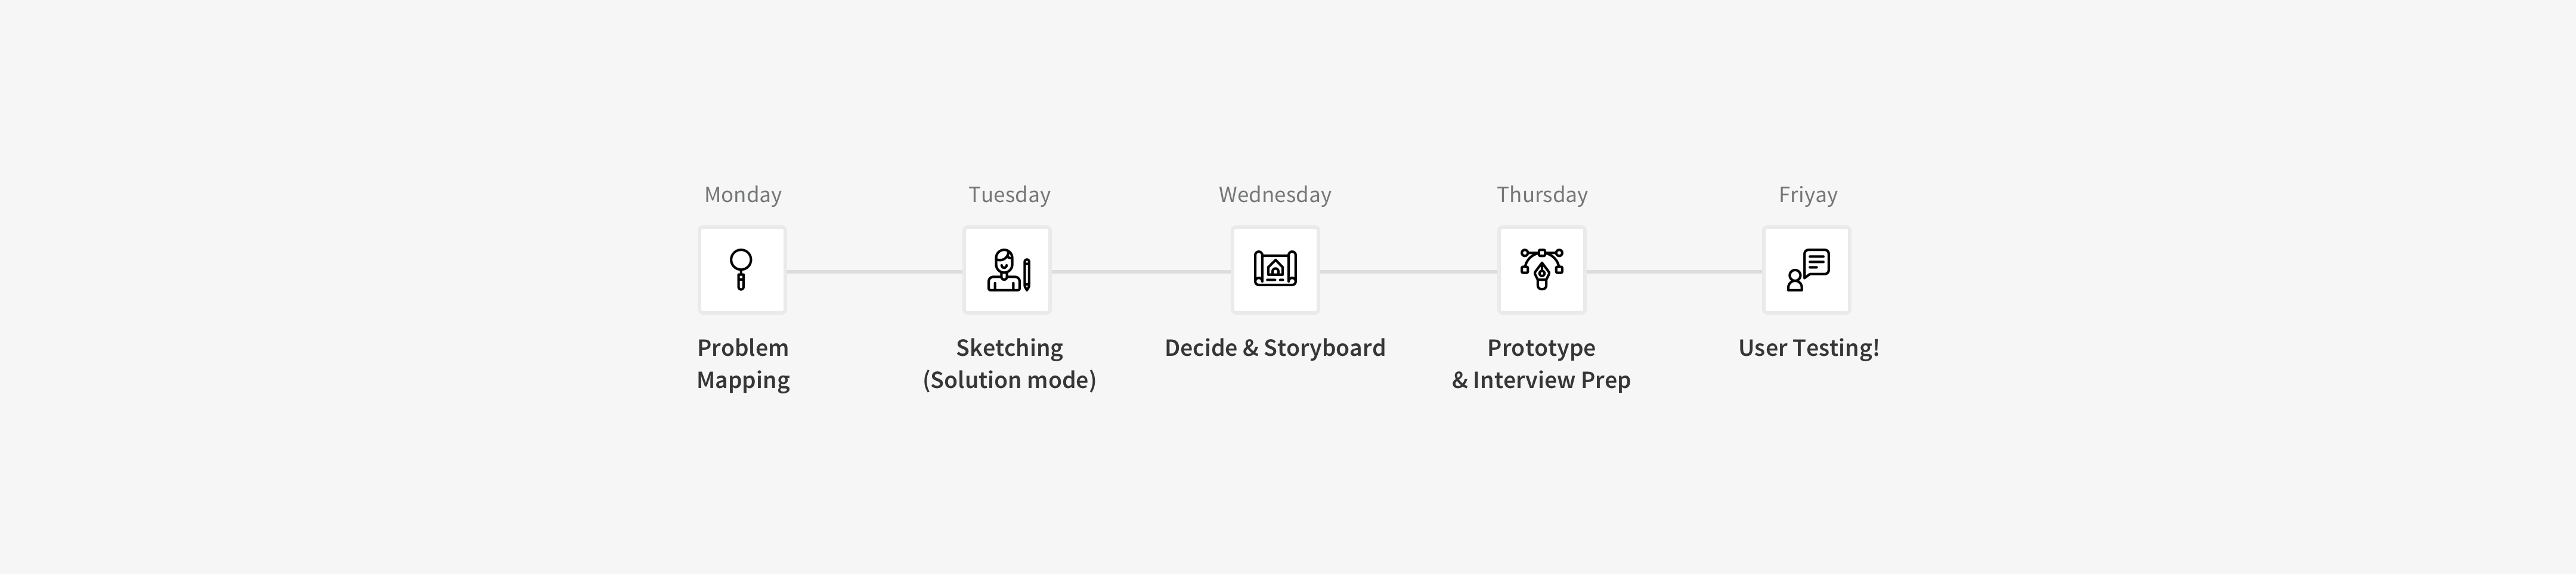 Monday
Problem
Mapping
Tuesday
Sketching
(Solution mode)
Wednesday
Decide & Storyboard
Thursday
Prototype
& Interview Prep
Friyay
User Testing!